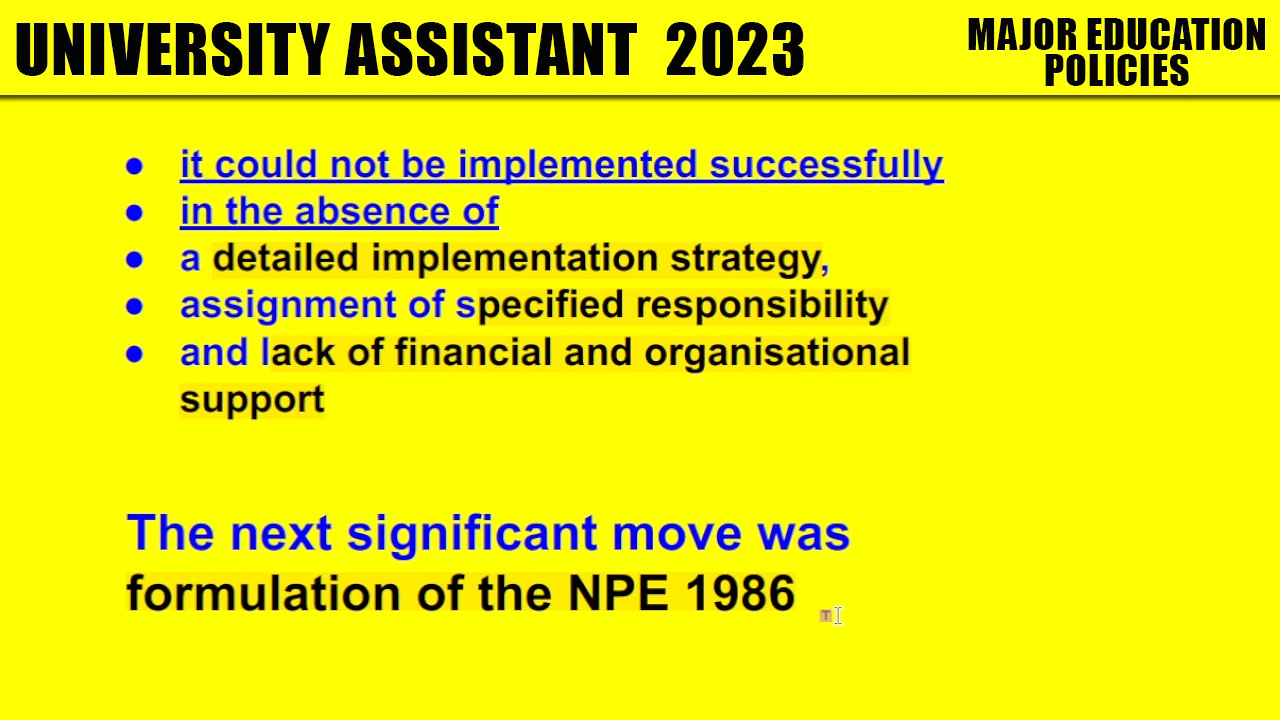 UNIVERSITY ASSISTANT 2023
MAJOR EDUCATION
POLICIES
● it could not be implemented successfully
● in the absence of
● a detailed implementation strategy,
● assignment of specified responsibility
● and lack of financial and organisational
support
The next significant move was
formulation of the NPE 1986
T